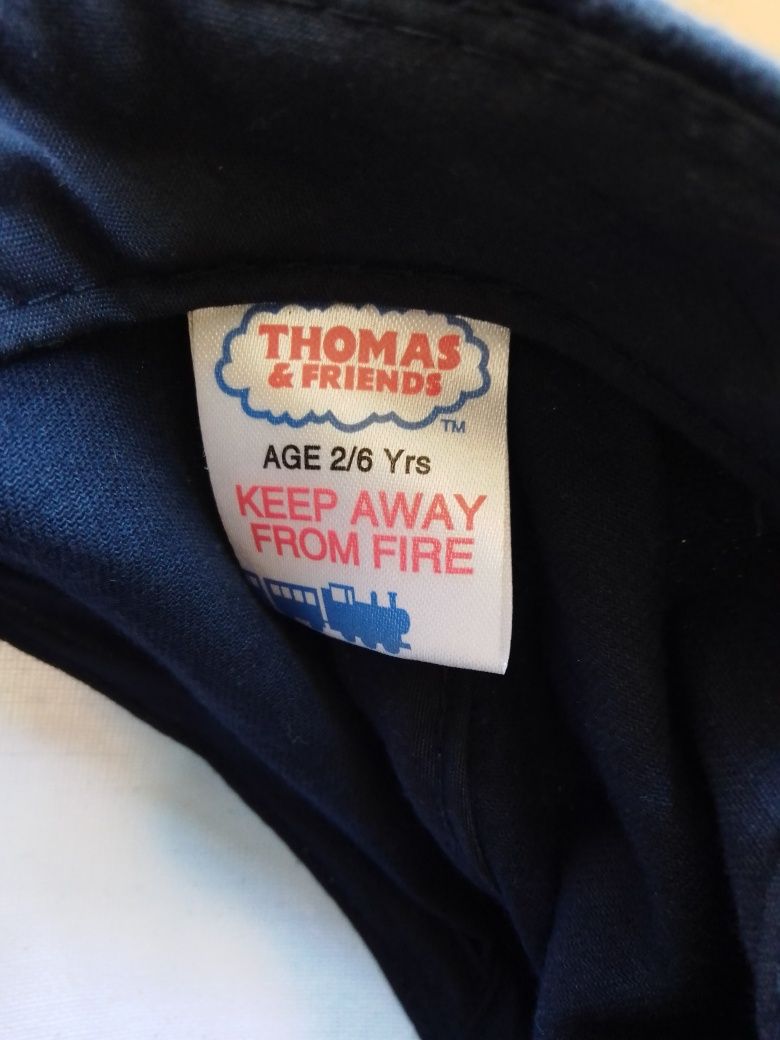 THOMAS
& FRIENDS
TM
AGE 2/6 Yrs
KEEP AWAY
FROM FIRE